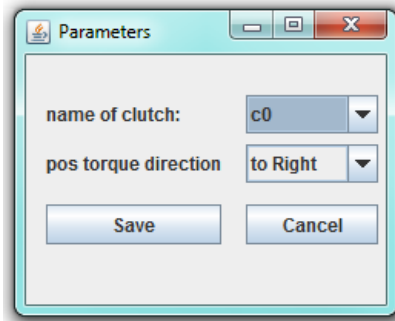 Parameters
name of clutch: c0
pos torque direction to Right
Save Cancel